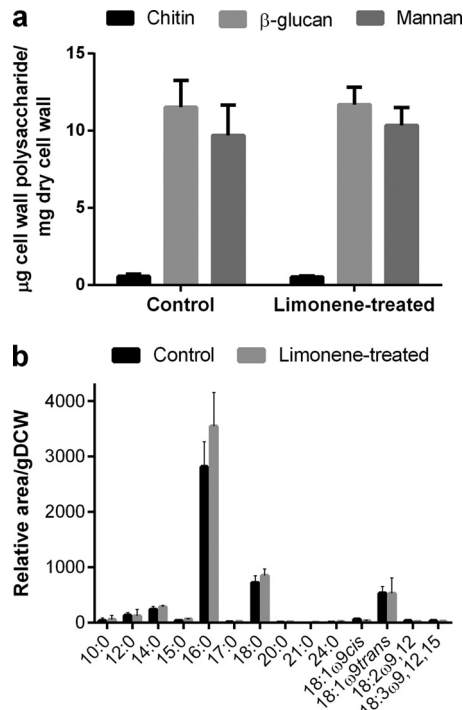 a
Chitin β-glucan Mannan
μg cell wall polysaccharide/
mg dry cell wall
15
10
5
0
Control Limonene-treated
b
Control Limonene-treated
Relative area/gDCW
4000
3000
2000
1000
0
10:0 12:0 14:0 15:0 16:0 17:0 18:0 20:0 21:0 24:0 18:1ω9cis 18:1ω9trans 18:2ω9,12 18:3ω9,12,15